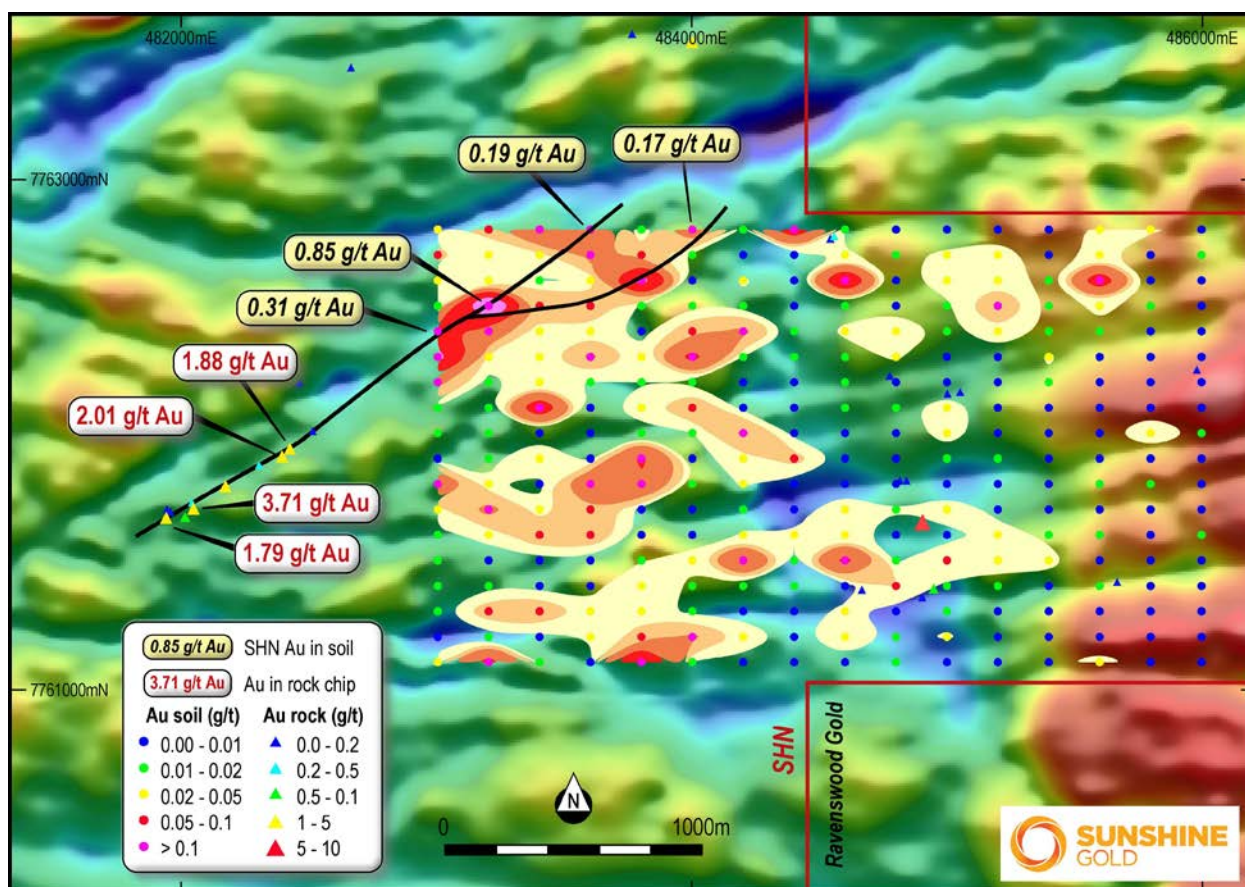 482000mE
484000mE
486000mE
7763000mN
0.19 g/t Au
0.17 g/t Au
0.85 g/t Au
0.31 g/t Au
1.88 g/t Au
2.01 g/t Au
3.71 g/t Au
1.79 g/t Au
7761000mN
0.85 g/t Au SHN Au in soil
3.71 g/t Au Au in rock chip
Au soil (g/t) Au rock (g/t)
0.00 - 0.01 0.0 - 0.2
0.01 - 0.02 0.2 - 0.5
0.02 - 0.05 0.5 - 0.1
0.05 - 0.1 1 - 5
> 0.1 5 - 10
N
0 1000m
SHN
Ravenswood Gold
SUNSHINE
GOLD